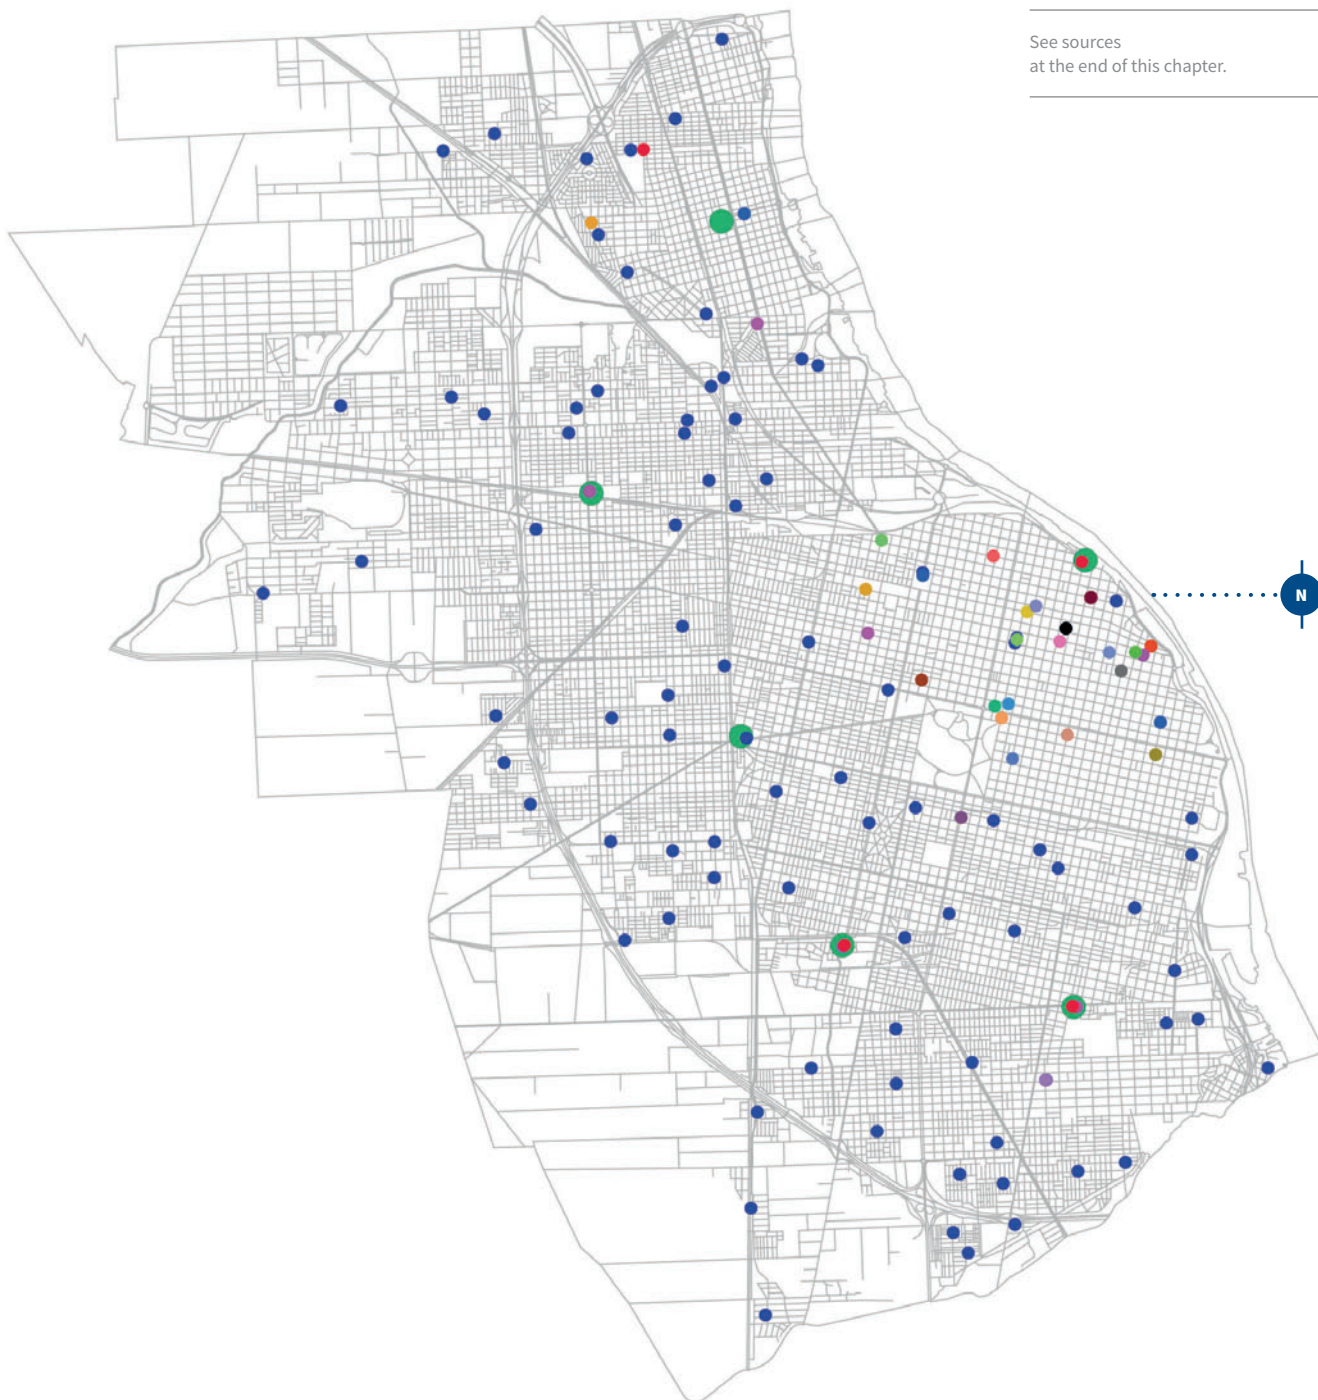 See sources
at the end of this chapter.
N